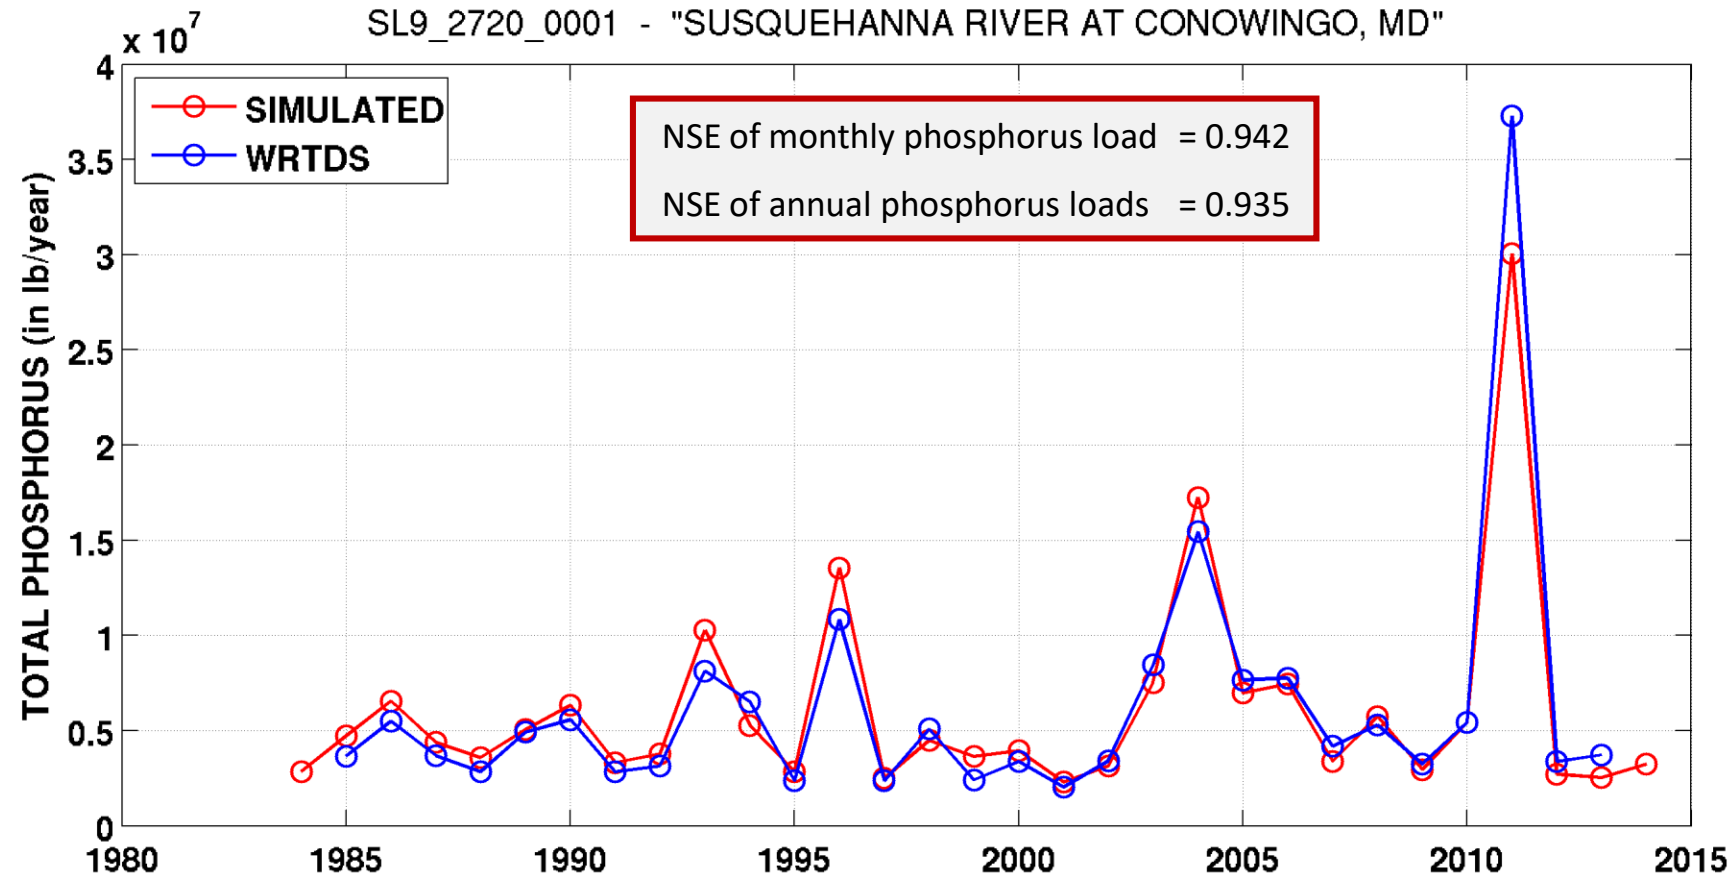 SL9_2720_0001 - "SUSQUEHANNA RIVER AT CONOWINGO, MD"
x 10^7
SIMULATED
WRTDS
NSE of monthly phosphorus load = 0.942
NSE of annual phosphorus loads = 0.935
TOTAL PHOSPHORUS (in lb/year)
4
3.5
3
2.5
2
1.5
1
0.5
0
1980 1985 1990 1995 2000 2005 2010 2015